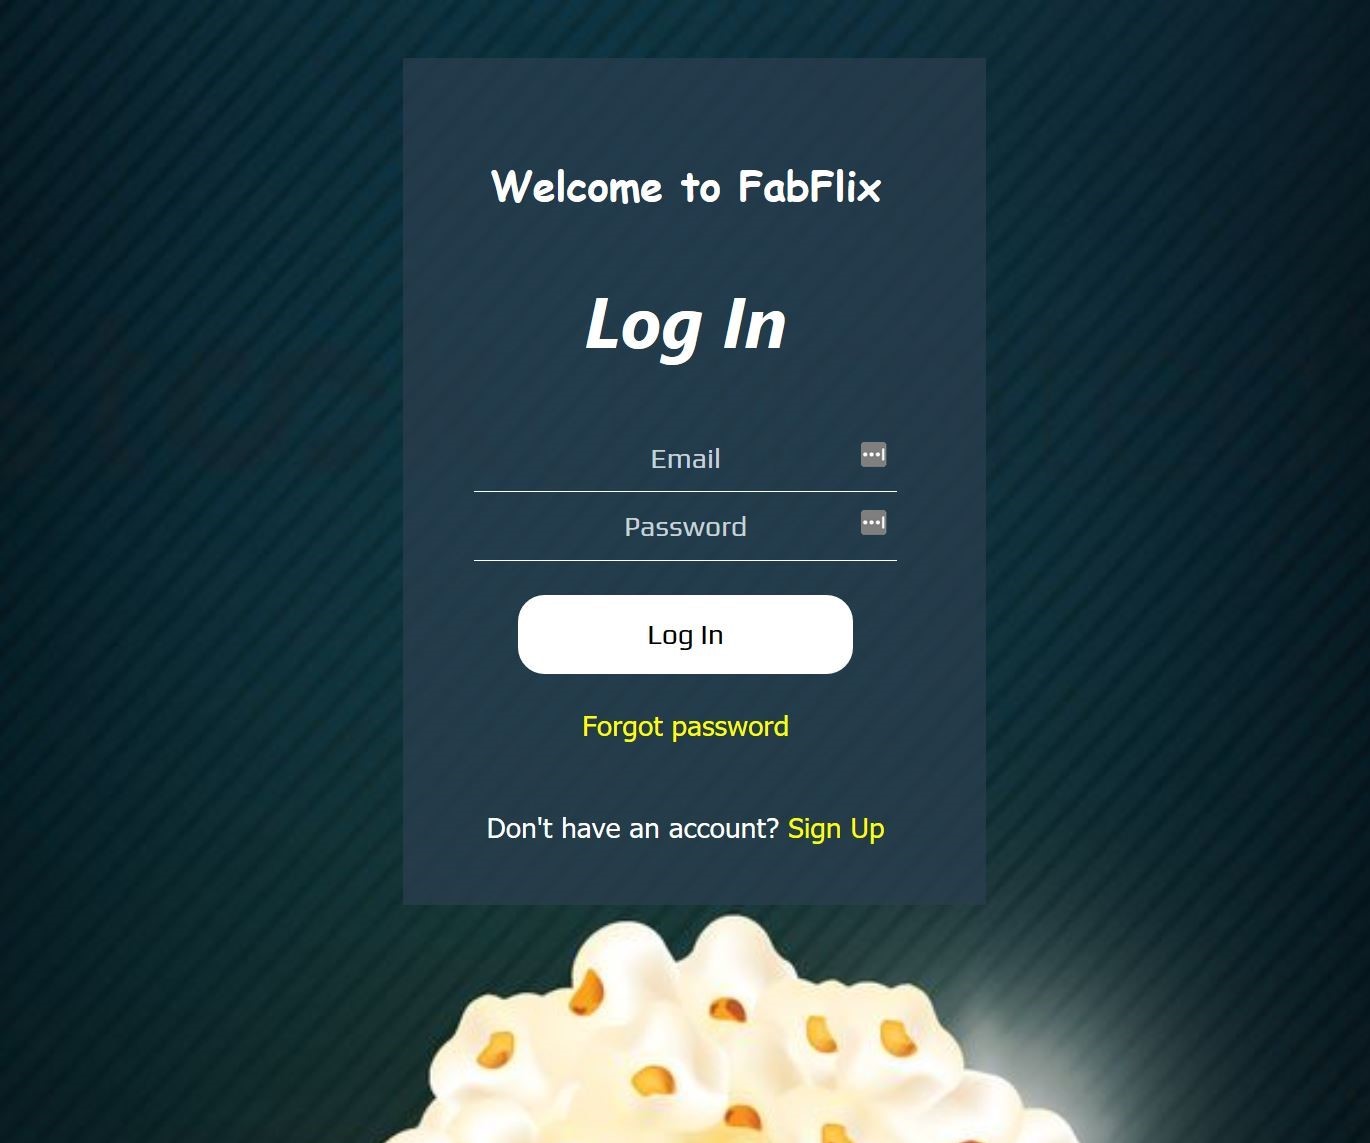 Welcome to FabFlix
Log In
Email
Password
Log In
Forgot password
Don't have an account? Sign Up